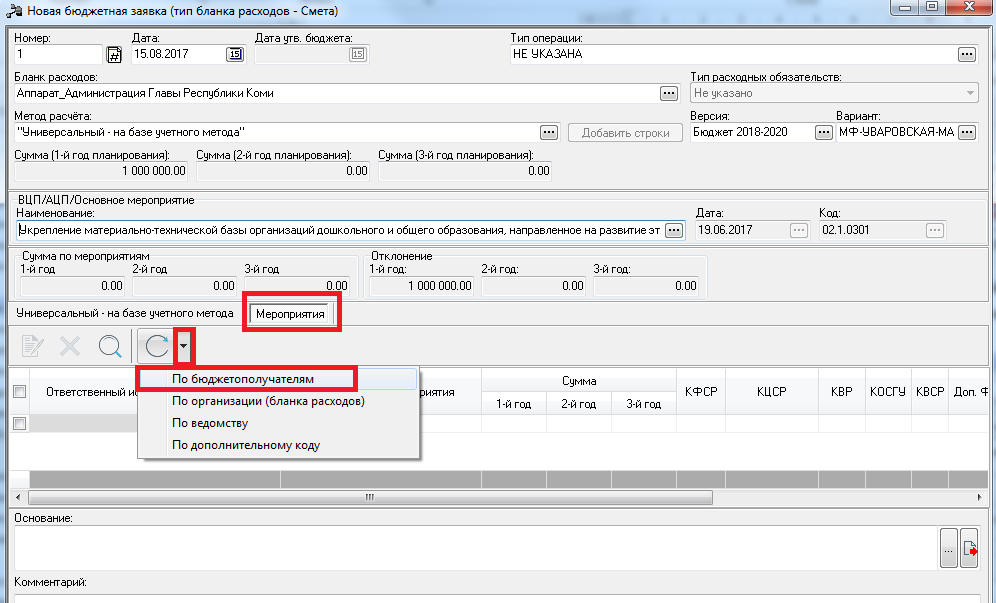 Новая бюджетная заявка (тип бланка расходов - Смета)
Номер: Дата: Дата утв. бюджета: Тип операции:
1 15.08.2017 15 15 НЕ УКАЗАНА
Бланк расходов: Тип расходных обязательств:
Аппарат_Администрация Главы Республики Коми Не указано
Метод расчёта: Версия: Вариант:
"Универсальный - на базе учетного метода" Добавить строки Бюджет 2018-2020 МФ-УВАРОВСКАЯ-МА
Сумма (1-й год планирования): Сумма (2-й год планирования): Сумма (3-й год планирования):
1 000 000.00 0.00 0.00
ВЦП/АЦП/Основное мероприятие
Наименование: Дата: Код:
Укрепление материально-технической базы организаций дошкольного и общего образования, направленное на развитие эт 19.06.2017 02.1.0301
Сумма по мероприятиям Отклонение
1-й год 2-й год 3-й год 1-й год: 2-й год: 3-й год:
0.00 0.00 0.00 1 000 000.00 0.00 0.00
Универсальный - на базе учетного метода Мероприятия
По бюджетополучателям
По организации (бланка расходов)
По ведомству
По дополнительному коду
Ответственный ис риятия Сумма КФСР КЦСР КВР КОСГУ КВСР Доп. Ф
1-й год 2-й год 3-й год
Основание:
Комментарий: